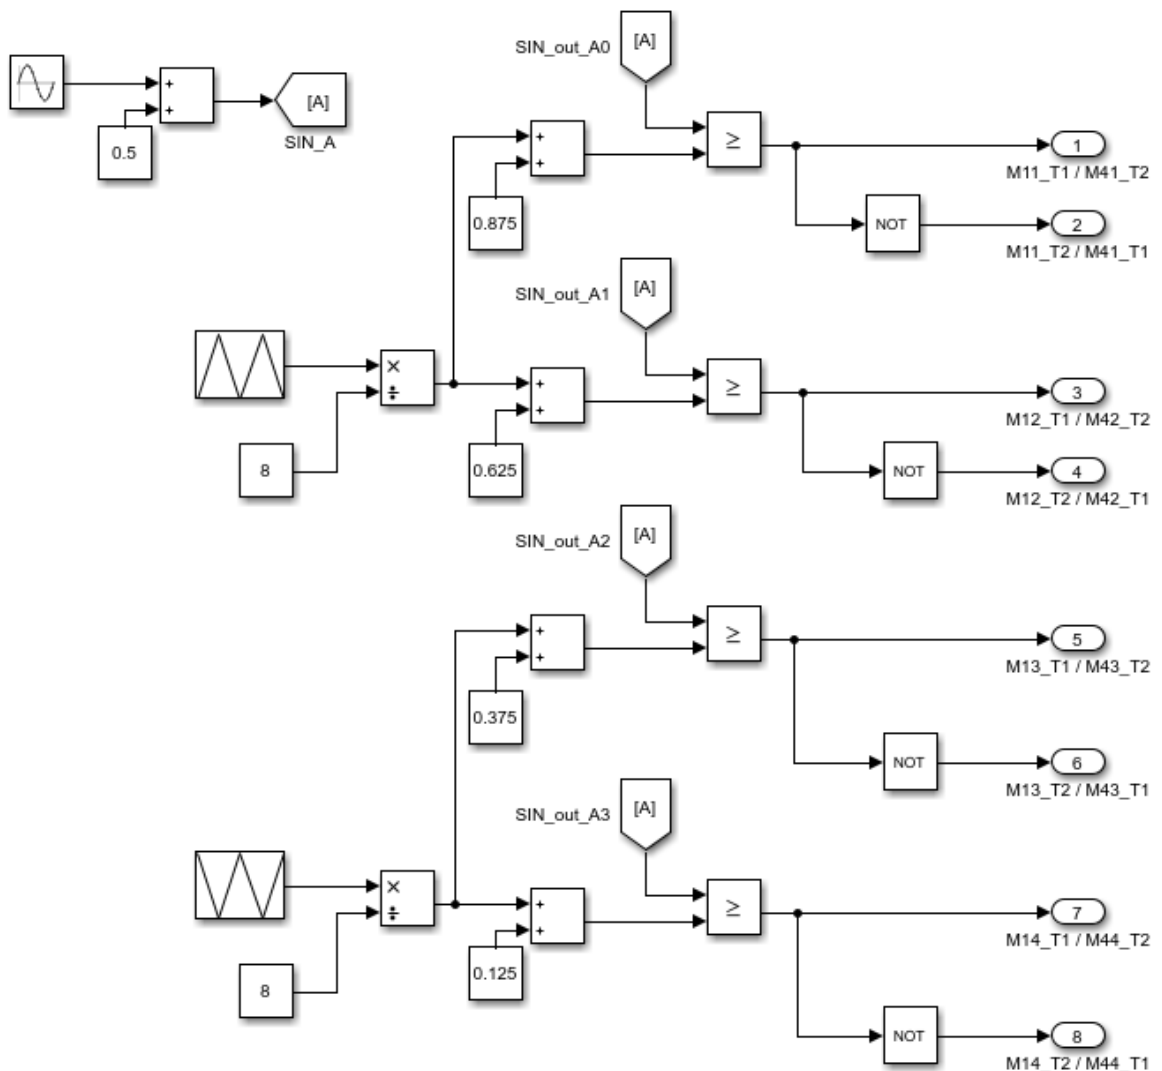 SIN_out_A0
[A]
+
+
[A]
SIN_A
0.5
+
+
≥
1
M11_T1 / M41_T2
0.875
NOT
2
M11_T2 / M41_T1
SIN_out_A1
[A]
×
÷
+
+
≥
3
M12_T1 / M42_T2
8
0.625
NOT
4
M12_T2 / M42_T1
SIN_out_A2
[A]
+
+
≥
5
M13_T1 / M43_T2
0.375
NOT
6
M13_T2 / M43_T1
SIN_out_A3
[A]
×
÷
+
+
≥
7
M14_T1 / M44_T2
8
0.125
NOT
8
M14_T2 / M44_T1